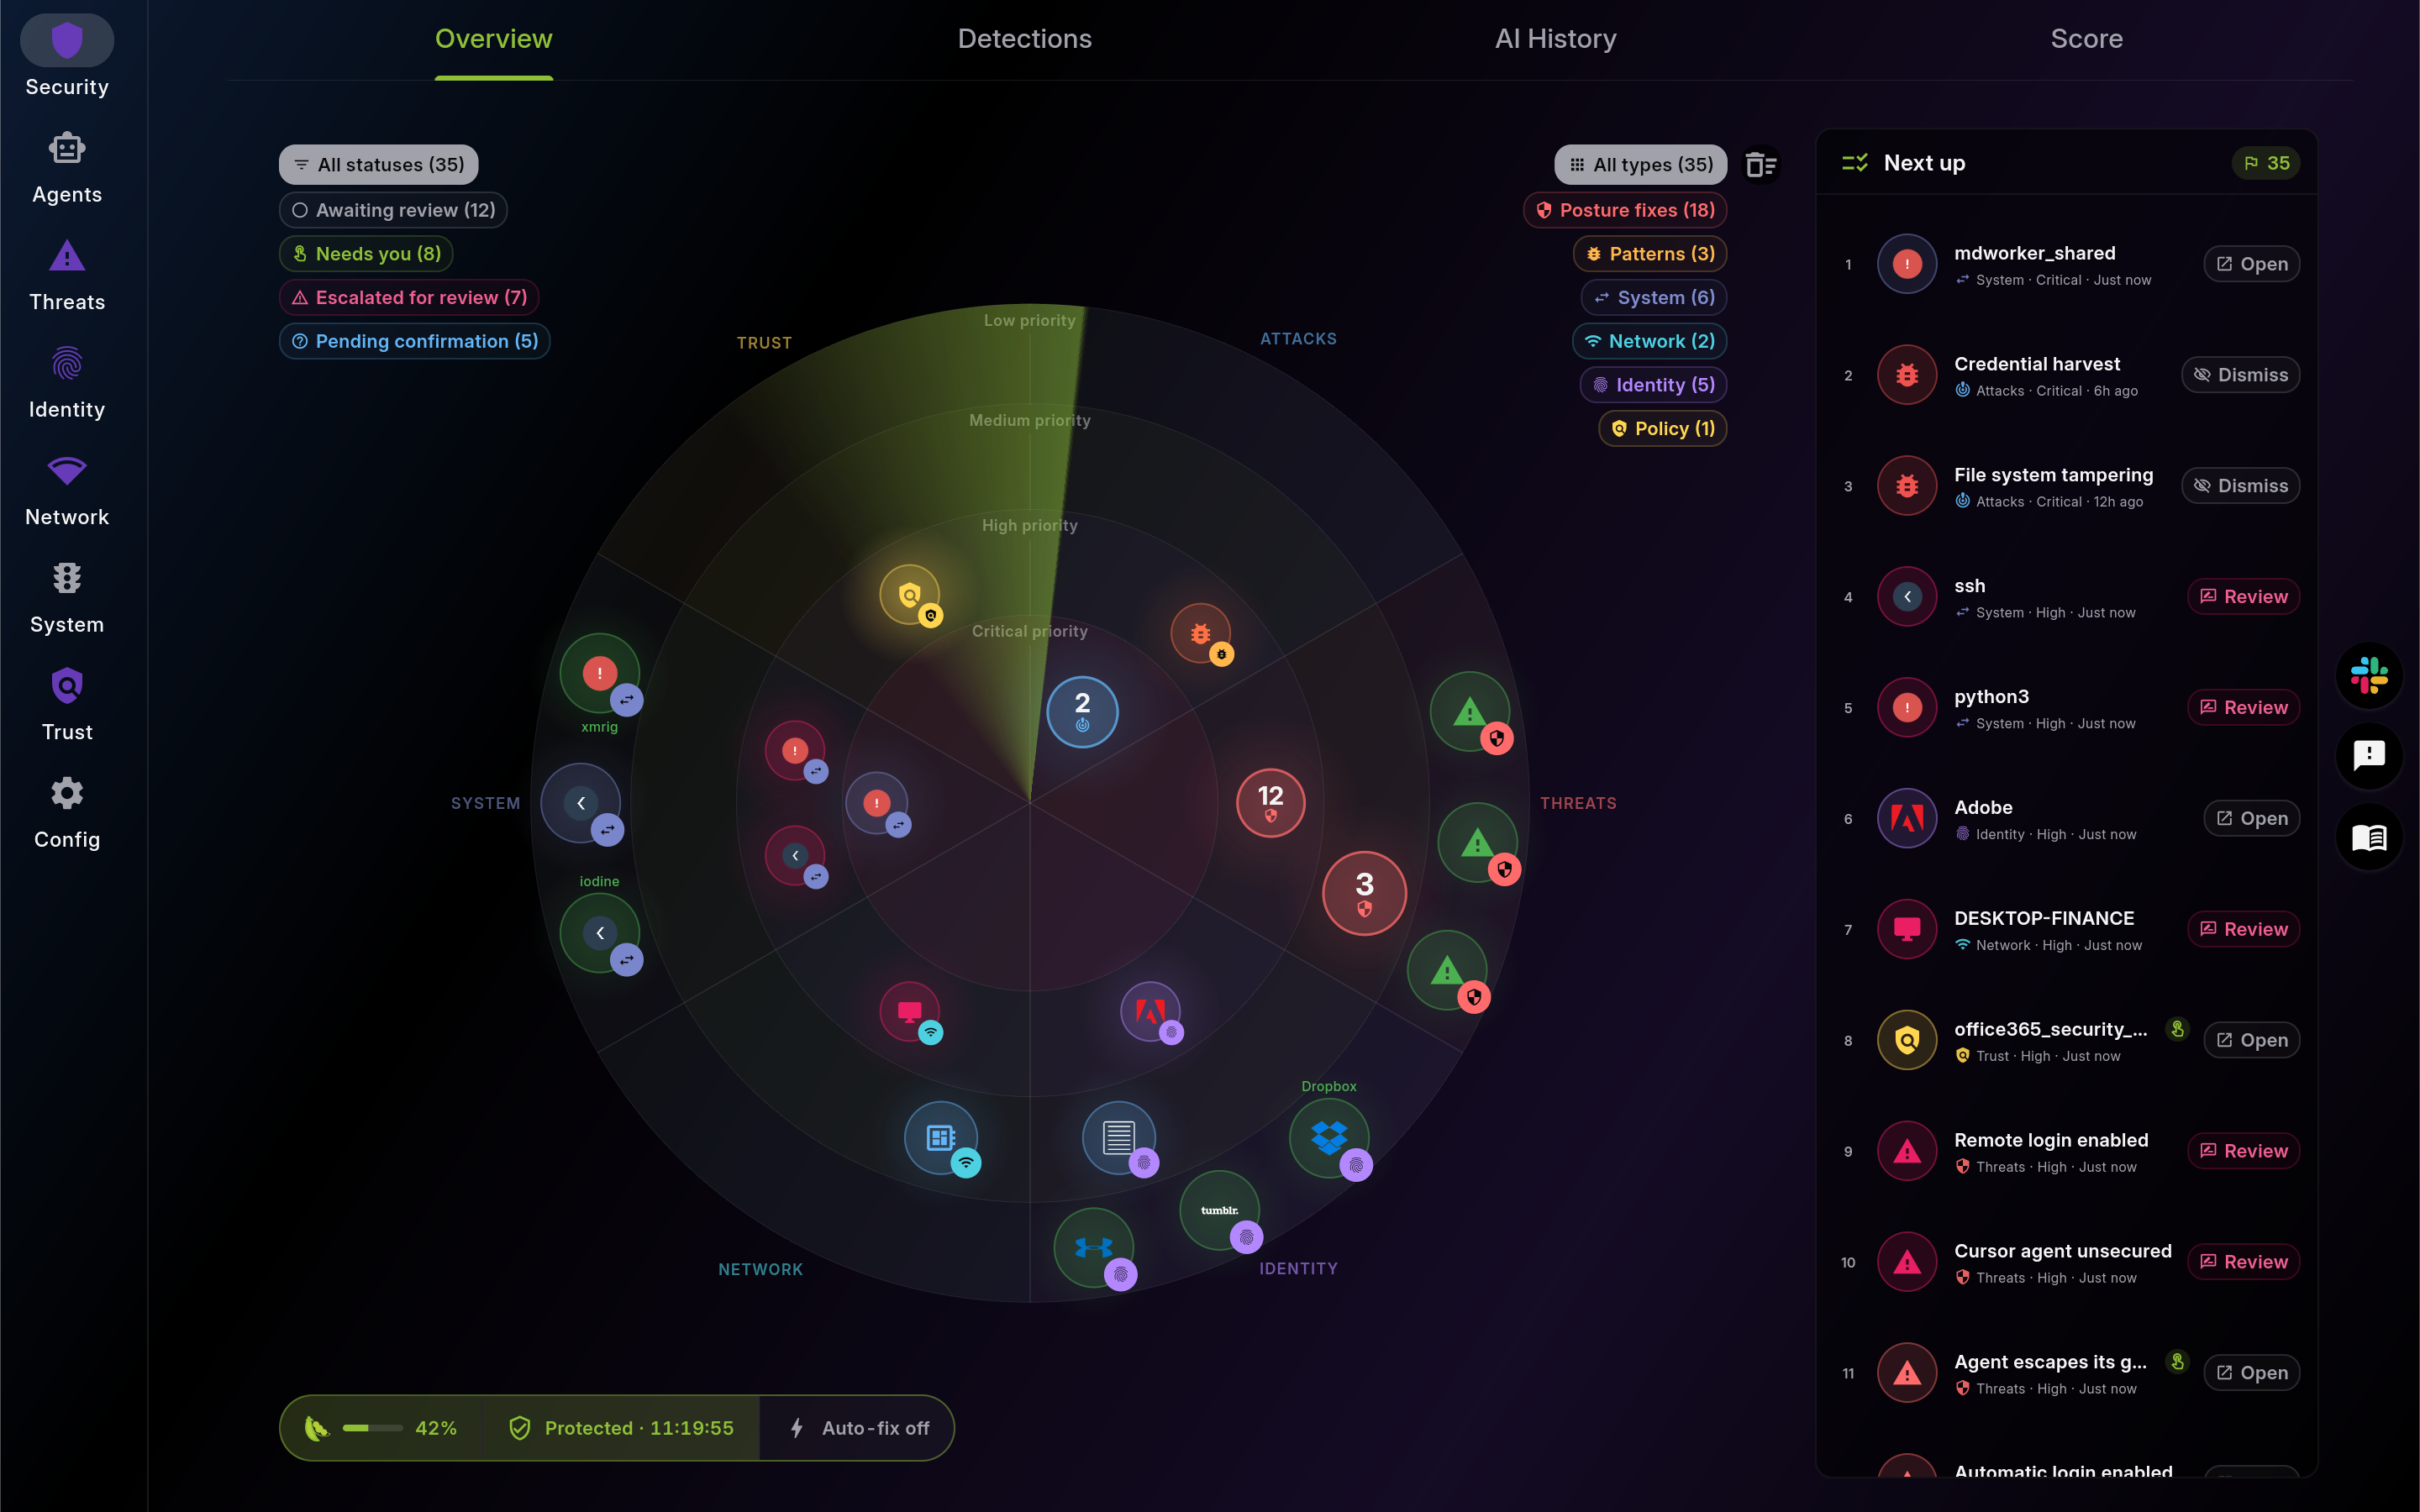 Overview
Detections
AI History
Score
Security
Agents
Threats
Identity
Network
System
Trust
Config
All statuses (35)
Awaiting review (12)
Needs you (8)
Escalated for review (7)
Pending confirmation (5)
All types (35)
Posture fixes (18)
Patterns (3)
System (6)
Network (2)
Identity (5)
Policy (1)
TRUST
ATTACKS
SYSTEM
THREATS
NETWORK
IDENTITY
Low priority
Medium priority
High priority
Critical priority
2
12
3
xmrig
iodine
Dropbox
tumblr.
42%
Protected · 11:19:55
Auto-fix off
Next up
35
1
mdworker_shared
System · Critical · Just now
Open
2
Credential harvest
Attacks · Critical · 6h ago
Dismiss
3
File system tampering
Attacks · Critical · 12h ago
Dismiss
4
ssh
System · High · Just now
Review
5
python3
System · High · Just now
Review
6
Adobe
Identity · High · Just now
Open
7
DESKTOP-FINANCE
Network · High · Just now
Review
8
office365_security_...
Trust · High · Just now
Open
9
Remote login enabled
Threats · High · Just now
Review
10
Cursor agent unsecured
Threats · High · Just now
Review
11
Agent escapes its g...
Threats · High · Just now
Open
Automatic login enabled